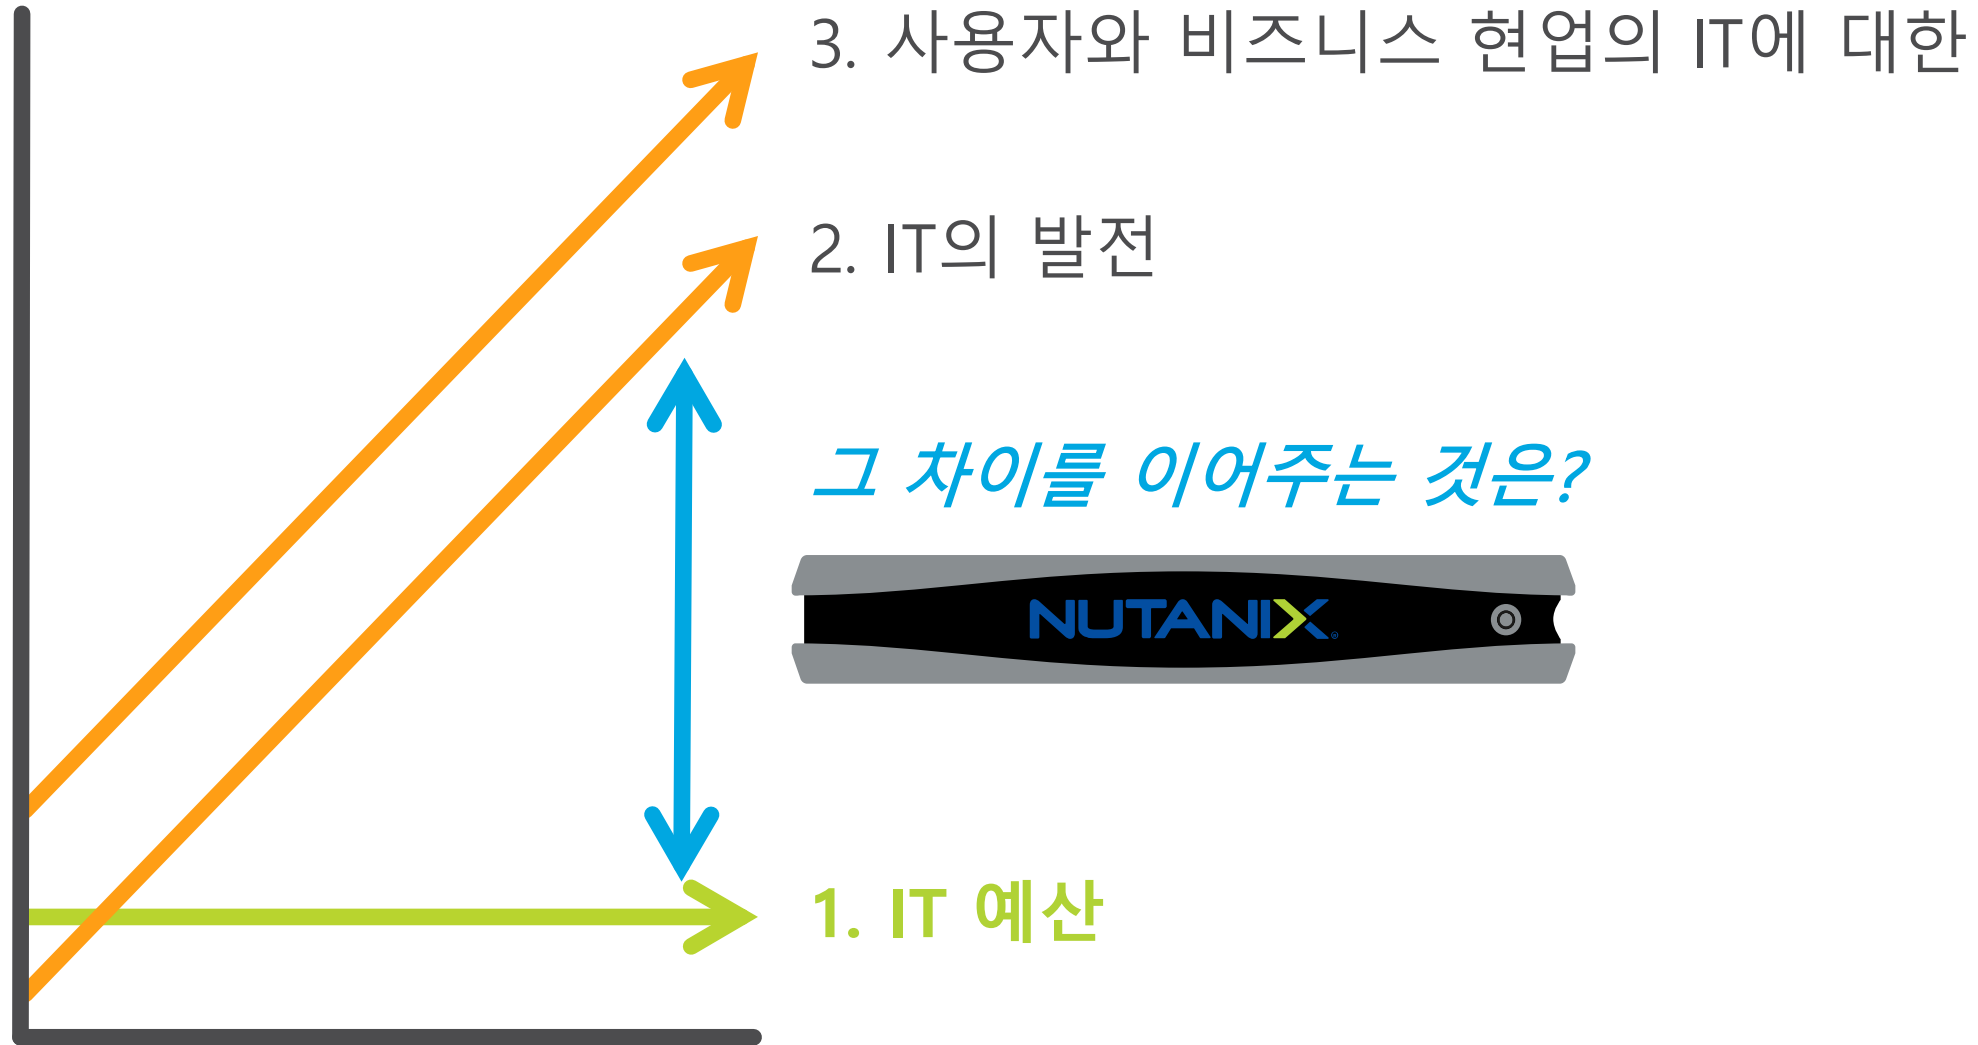 3. 사용자와 비즈니스 현업의 IT에 대한
2. IT의 발전
그 차이를 이어주는 것은?
NUTANIX®
1. IT 예산